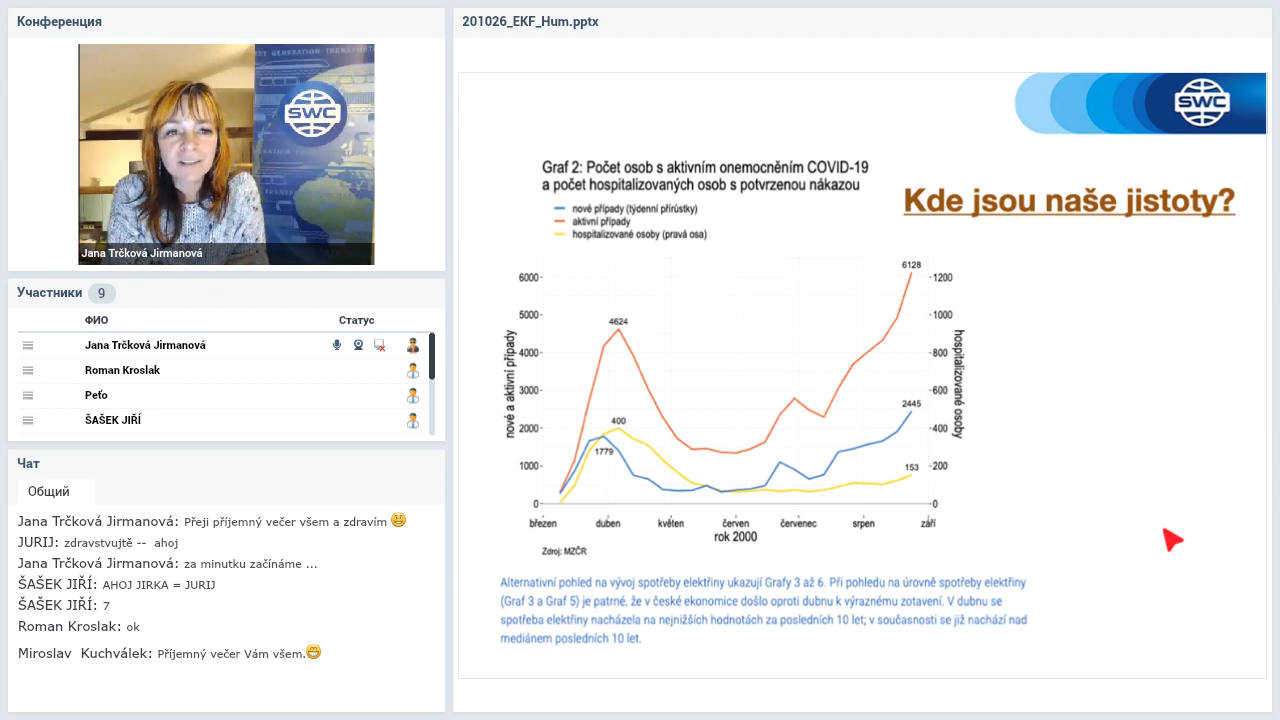 Конференция
NEXT GENERATION TRANSPORT
SWC
Jana Trčková Jirmanová
Участники 9
ФИО Статус
Jana Trčková Jirmanová
Roman Kroslak
Peťo
ŠAŠEK JIŘÍ
Чат
Общий
Jana Trčková Jirmanová: Přeji příjemný večer všem a zdravím
JURIJ: zdravstvujtě -- ahoj
Jana Trčková Jirmanová: za minutku začínáme ...
ŠAŠEK JIŘÍ: AHOJ JIRKA = JURIJ
ŠAŠEK JIŘÍ: 7
Roman Kroslak: ok
Miroslav Kuchválek: Příjemný večer Vám všem.
201026_EKF_Hum.pptx
SWC
Kde jsou naše jistoty?
Graf 2: Počet osob s aktivním onemocněním COVID-19
a počet hospitalizovaných osob s potvrzenou nákazou
nové případy (týdenní přírůstky)
aktivní případy
hospitalizované osoby (pravá osa)
nové a aktivní případy
6000
5000
4000
3000
2000
1000
0
4624
400
1779
6128
2445
153
1200
1000
800
600
400
200
0
hospitalizované osoby
březen duben květen červen červenec srpen září
rok 2000
Zdroj: MZČR
Alternativní pohled na vývoj spotřeby elektřiny ukazují Grafy 3 až 6. Při pohledu na úrovně spotřeby elektřiny
(Graf 3 a Graf 5) je patrné, že v české ekonomice došlo oproti dubnu k výraznému zotavení. V dubnu se
spotřeba elektřiny nacházela na nejnižších hodnotách za posledních 10 let; v současnosti se již nachází nad
mediánem posledních 10 let.